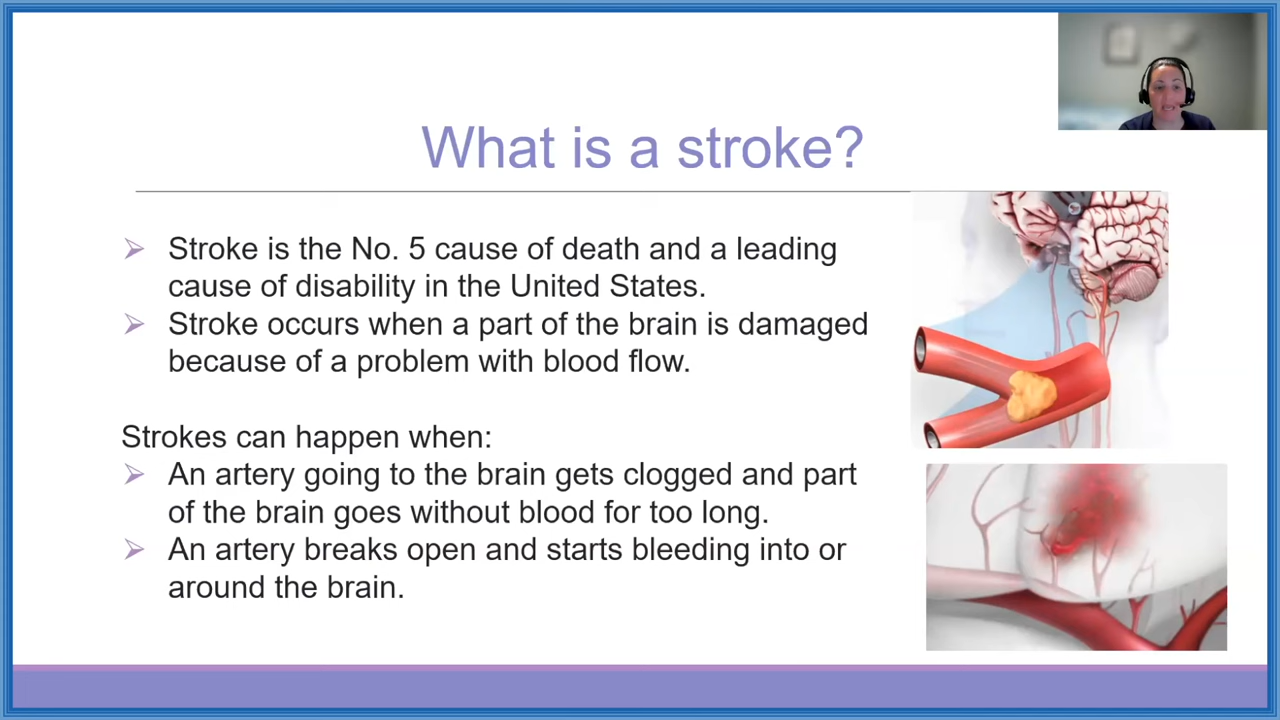 What is a stroke?
Stroke is the No. 5 cause of death and a leading
cause of disability in the United States.
Stroke occurs when a part of the brain is damaged
because of a problem with blood flow.
Strokes can happen when:
An artery going to the brain gets clogged and part
of the brain goes without blood for too long.
An artery breaks open and starts bleeding into or
around the brain.